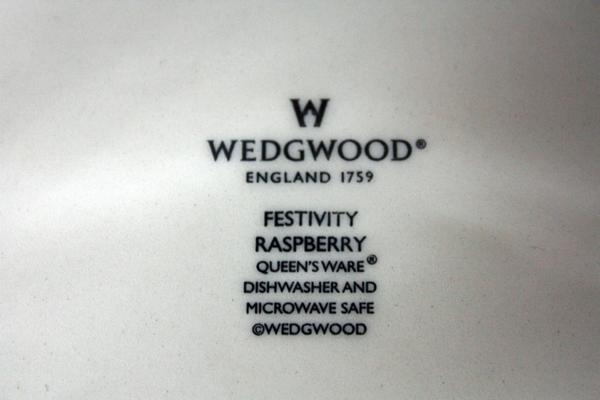 W
WEDGWOOD®
ENGLAND 1759
FESTIVITY
RASPBERRY
QUEEN'S WARE®
DISHWASHER AND
MICROWAVE SAFE
©WEDGWOOD